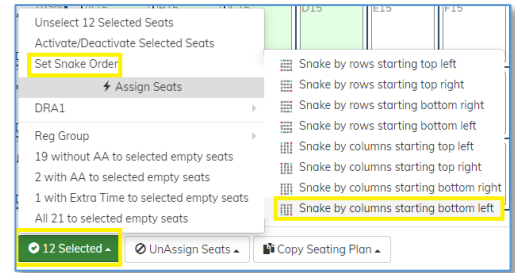 D15 E15 F15
Unselect 12 Selected Seats
Activate/Deactivate Selected Seats
Set Snake Order
Assign Seats
DRA1
Reg Group
19 without AA to selected empty seats
2 with AA to selected empty seats
1 with Extra Time to selected empty seats
All 21 to selected empty seats
Snake by rows starting top left
Snake by rows starting top right
Snake by rows starting bottom right
Snake by rows starting bottom left
Snake by columns starting top left
Snake by columns starting top right
Snake by columns starting bottom right
Snake by columns starting bottom left
12 Selected UnAssign Seats Copy Seating Plan